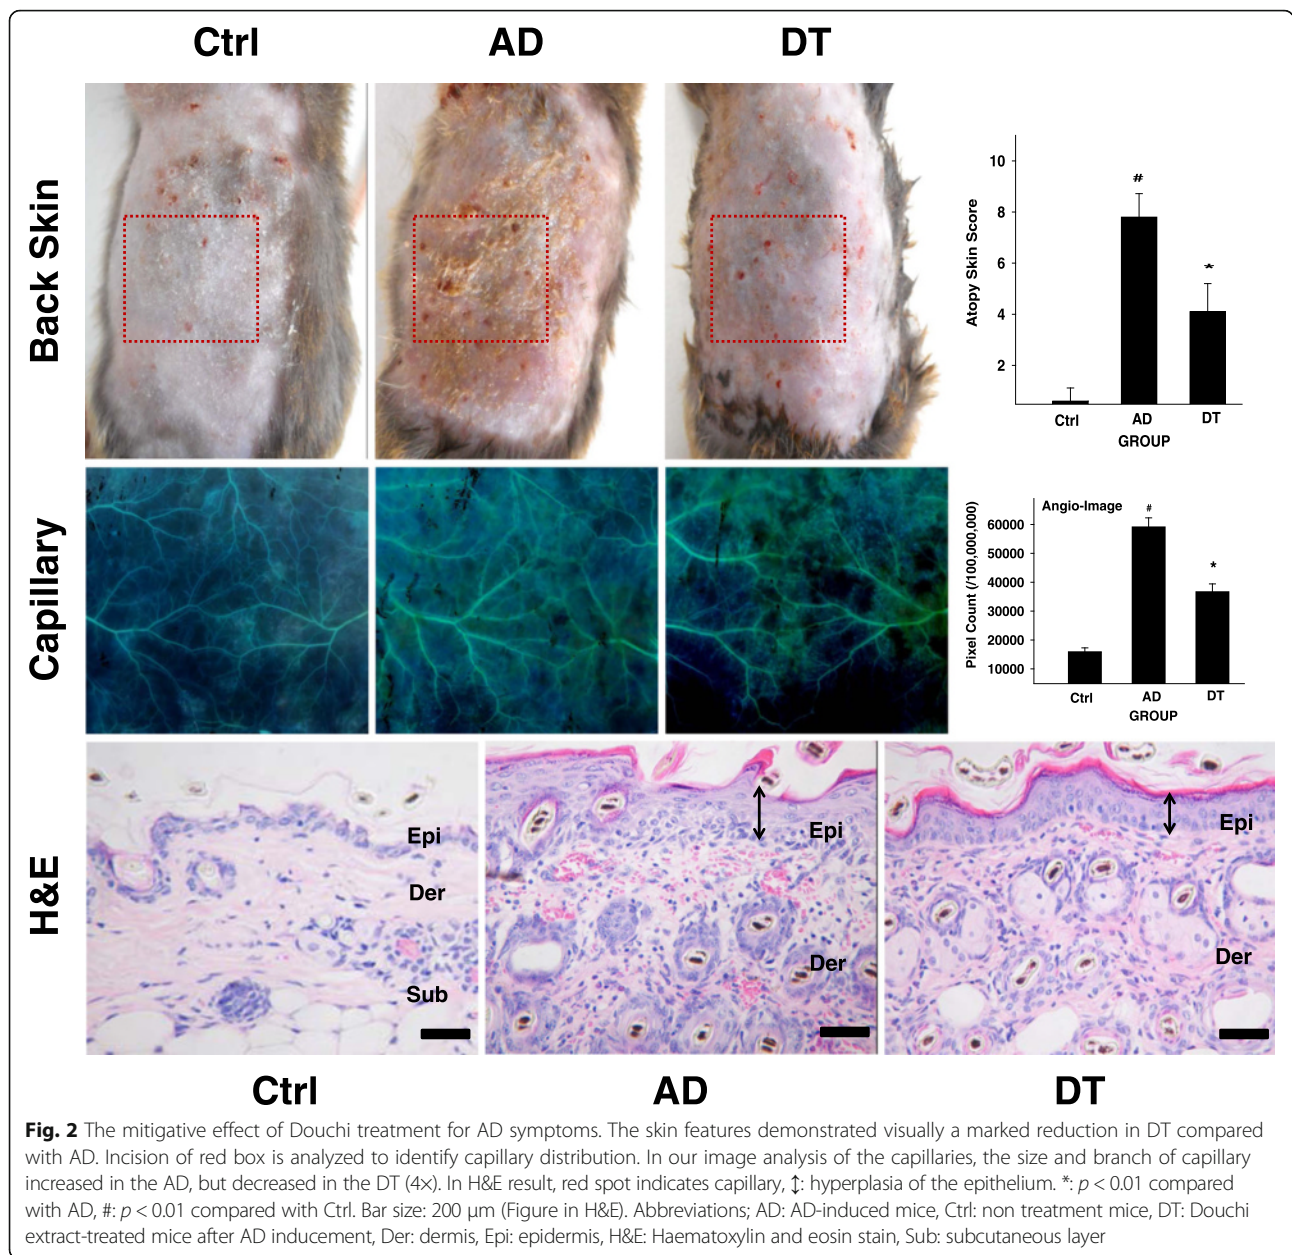 Ctrl AD DT
Back Skin
10
8
6
4
2
Atopy Skin Score
#
*
Ctrl AD DT
GROUP
Capillary
Angio-Image
60000
50000
40000
30000
20000
10000
Pixel Count (/100,000,000)
#
*
Ctrl AD DT
GROUP
H&E
Epi
Der
Sub
Epi
Der
Epi
Der
Ctrl AD DT
Fig. 2 The mitigative effect of Douchi treatment for AD symptoms. The skin features demonstrated visually a marked reduction in DT compared
with AD. Incision of red box is analyzed to identify capillary distribution. In our image analysis of the capillaries, the size and branch of capillary
increased in the AD, but decreased in the DT (4×). In H&E result, red spot indicates capillary, ↕: hyperplasia of the epithelium. *: p < 0.01 compared
with AD, #: p < 0.01 compared with Ctrl. Bar size: 200 μm (Figure in H&E). Abbreviations; AD: AD-induced mice, Ctrl: non treatment mice, DT: Douchi
extract-treated mice after AD inducement, Der: dermis, Epi: epidermis, H&E: Haematoxylin and eosin stain, Sub: subcutaneous layer